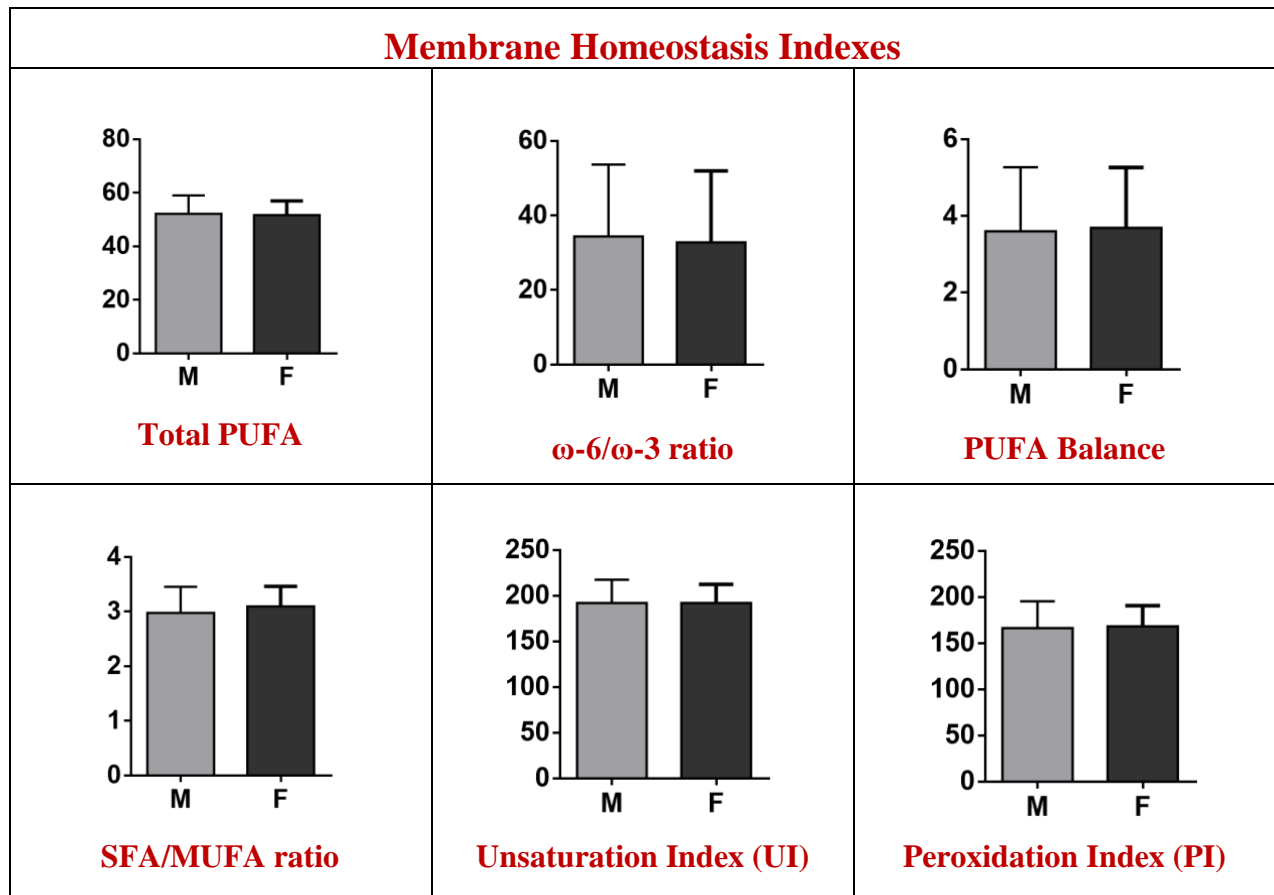 Membrane Homeostasis Indexes
80
60
40
20
0
M F
Total PUFA
60
40
20
0
M F
ω-6/ω-3 ratio
6
4
2
0
M F
PUFA Balance
4
3
2
1
0
M F
SFA/MUFA ratio
250
200
150
100
50
0
M F
Unsaturation Index (UI)
250
200
150
100
50
0
M F
Peroxidation Index (PI)